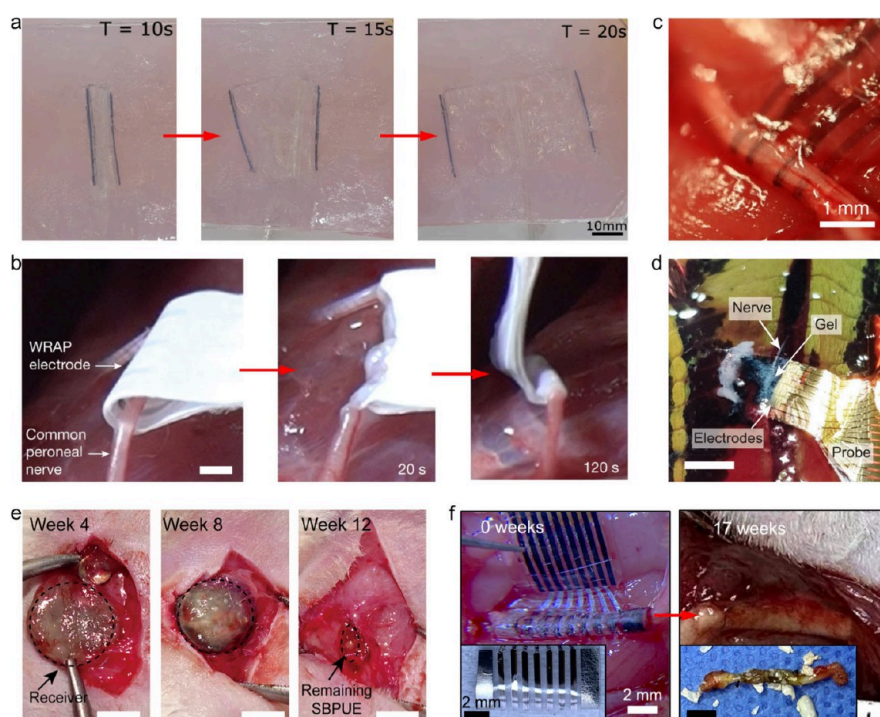 a
T = 10s
T = 15s
T = 20s
10mm
c
1 mm
b
WRAP
electrode
Common
peroneal
nerve
20 s
120 s
d
Nerve
Gel
Electrodes
Probe
e
Week 4
Week 8
Week 12
Receiver
Remaining
SBPUE
f
0 weeks
17 weeks
2 mm
2 mm